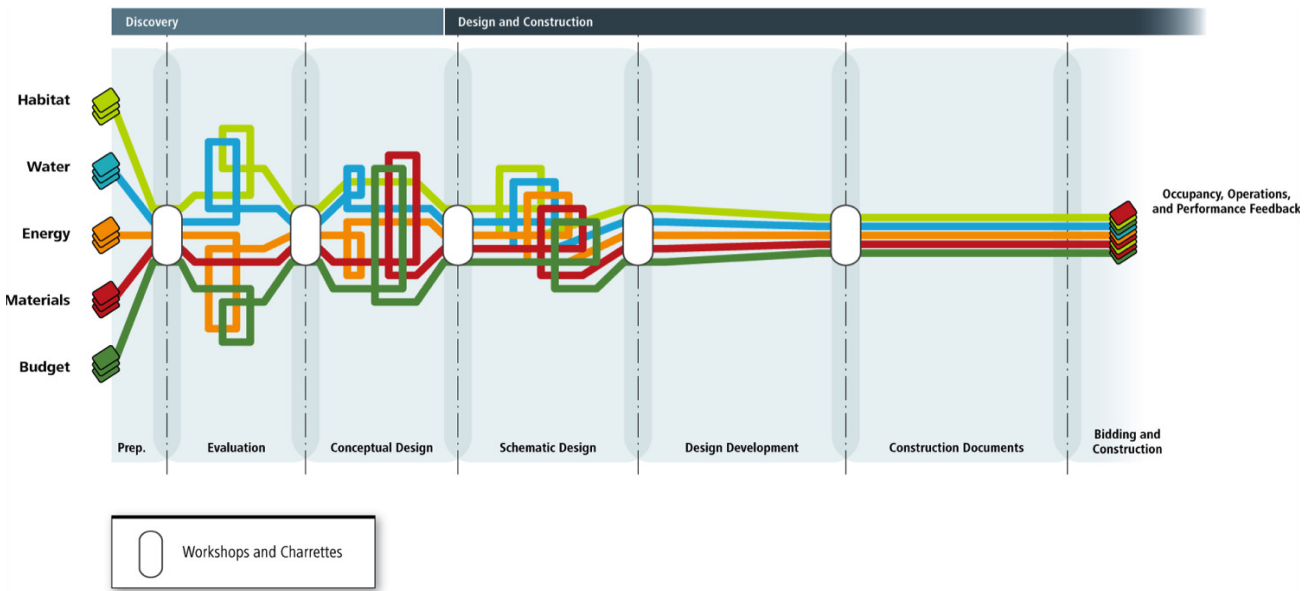 Discovery
Design and Construction
Habitat
Water
Energy
Materials
Budget
Occupancy, Operations,
and Performance Feedback
Prep.
Evaluation
Conceptual Design
Schematic Design
Design Development
Construction Documents
Bidding and
Construction
Workshops and Charrettes